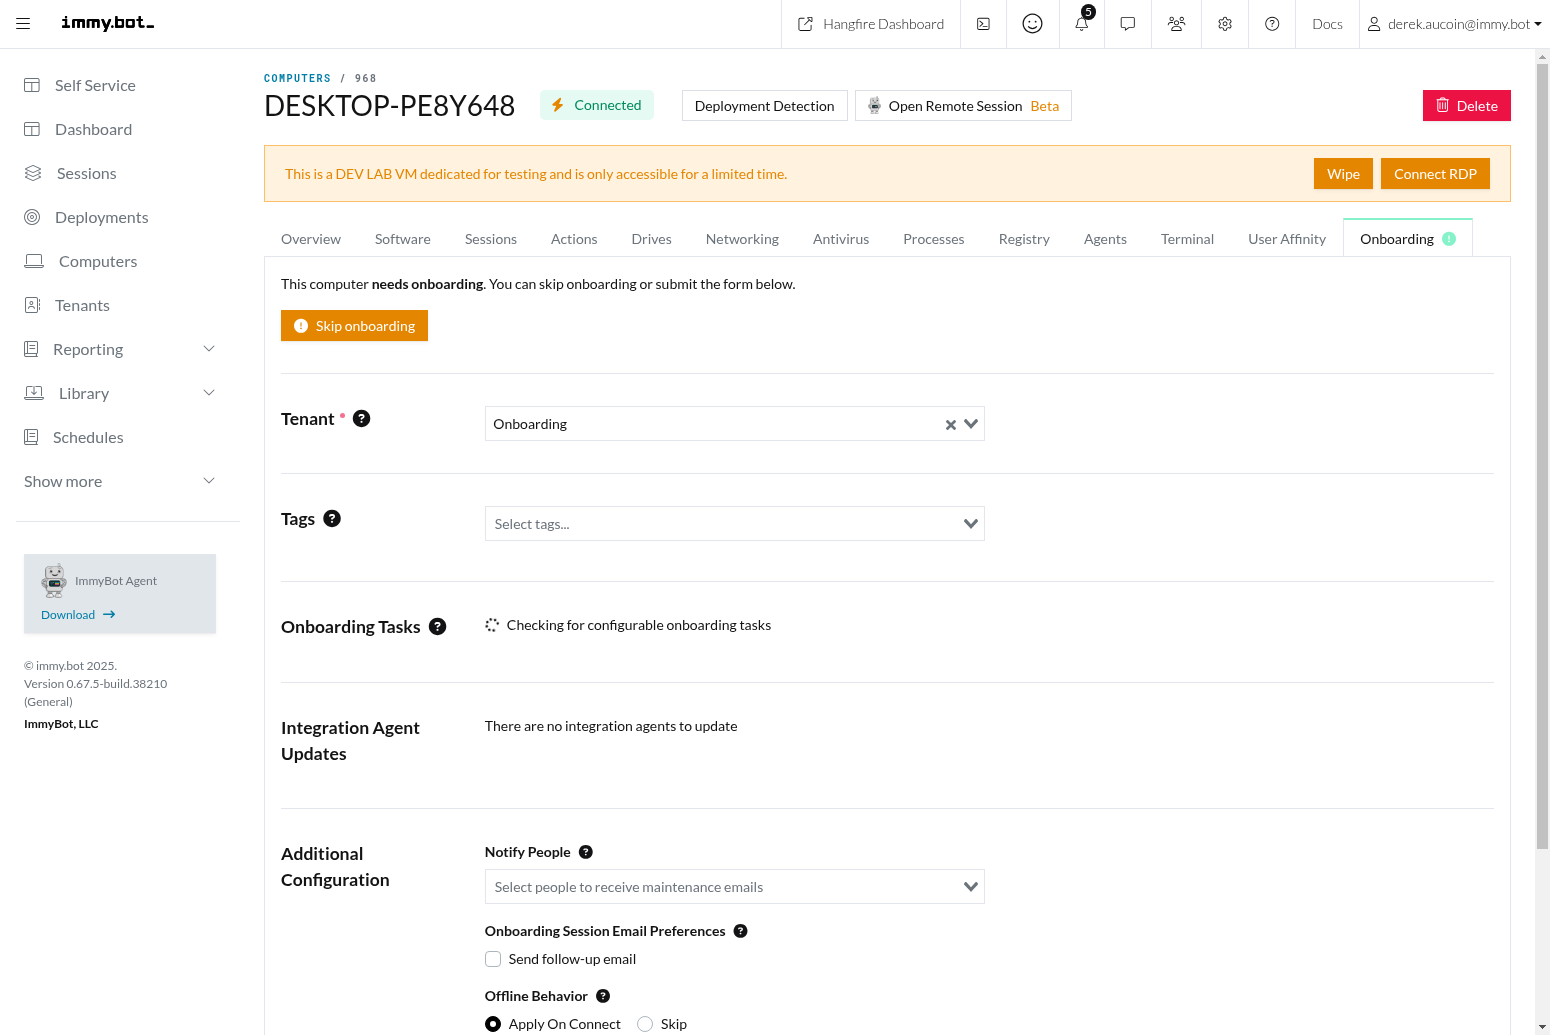 immy.bot_
Hangfire Dashboard
5
Docs
derek.aucoin@immy.bot
Self Service
Dashboard
Sessions
Deployments
Computers
Tenants
Reporting
Library
Schedules
Show more
ImmyBot Agent
Download
© immy.bot 2025.
Version 0.67.5-build.38210
(General)
ImmyBot, LLC
COMPUTERS / 968
DESKTOP-PE8Y648
Connected
Deployment Detection
Open Remote Session Beta
Delete
This is a DEV LAB VM dedicated for testing and is only accessible for a limited time.
Wipe
Connect RDP
Overview
Software
Sessions
Actions
Drives
Networking
Antivirus
Processes
Registry
Agents
Terminal
User Affinity
Onboarding
This computer needs onboarding. You can skip onboarding or submit the form below.
Skip onboarding
Tenant
Onboarding
Tags
Select tags...
Onboarding Tasks
Checking for configurable onboarding tasks
Integration Agent
Updates
There are no integration agents to update
Additional
Configuration
Notify People
Select people to receive maintenance emails
Onboarding Session Email Preferences
Send follow-up email
Offline Behavior
Apply On Connect
Skip